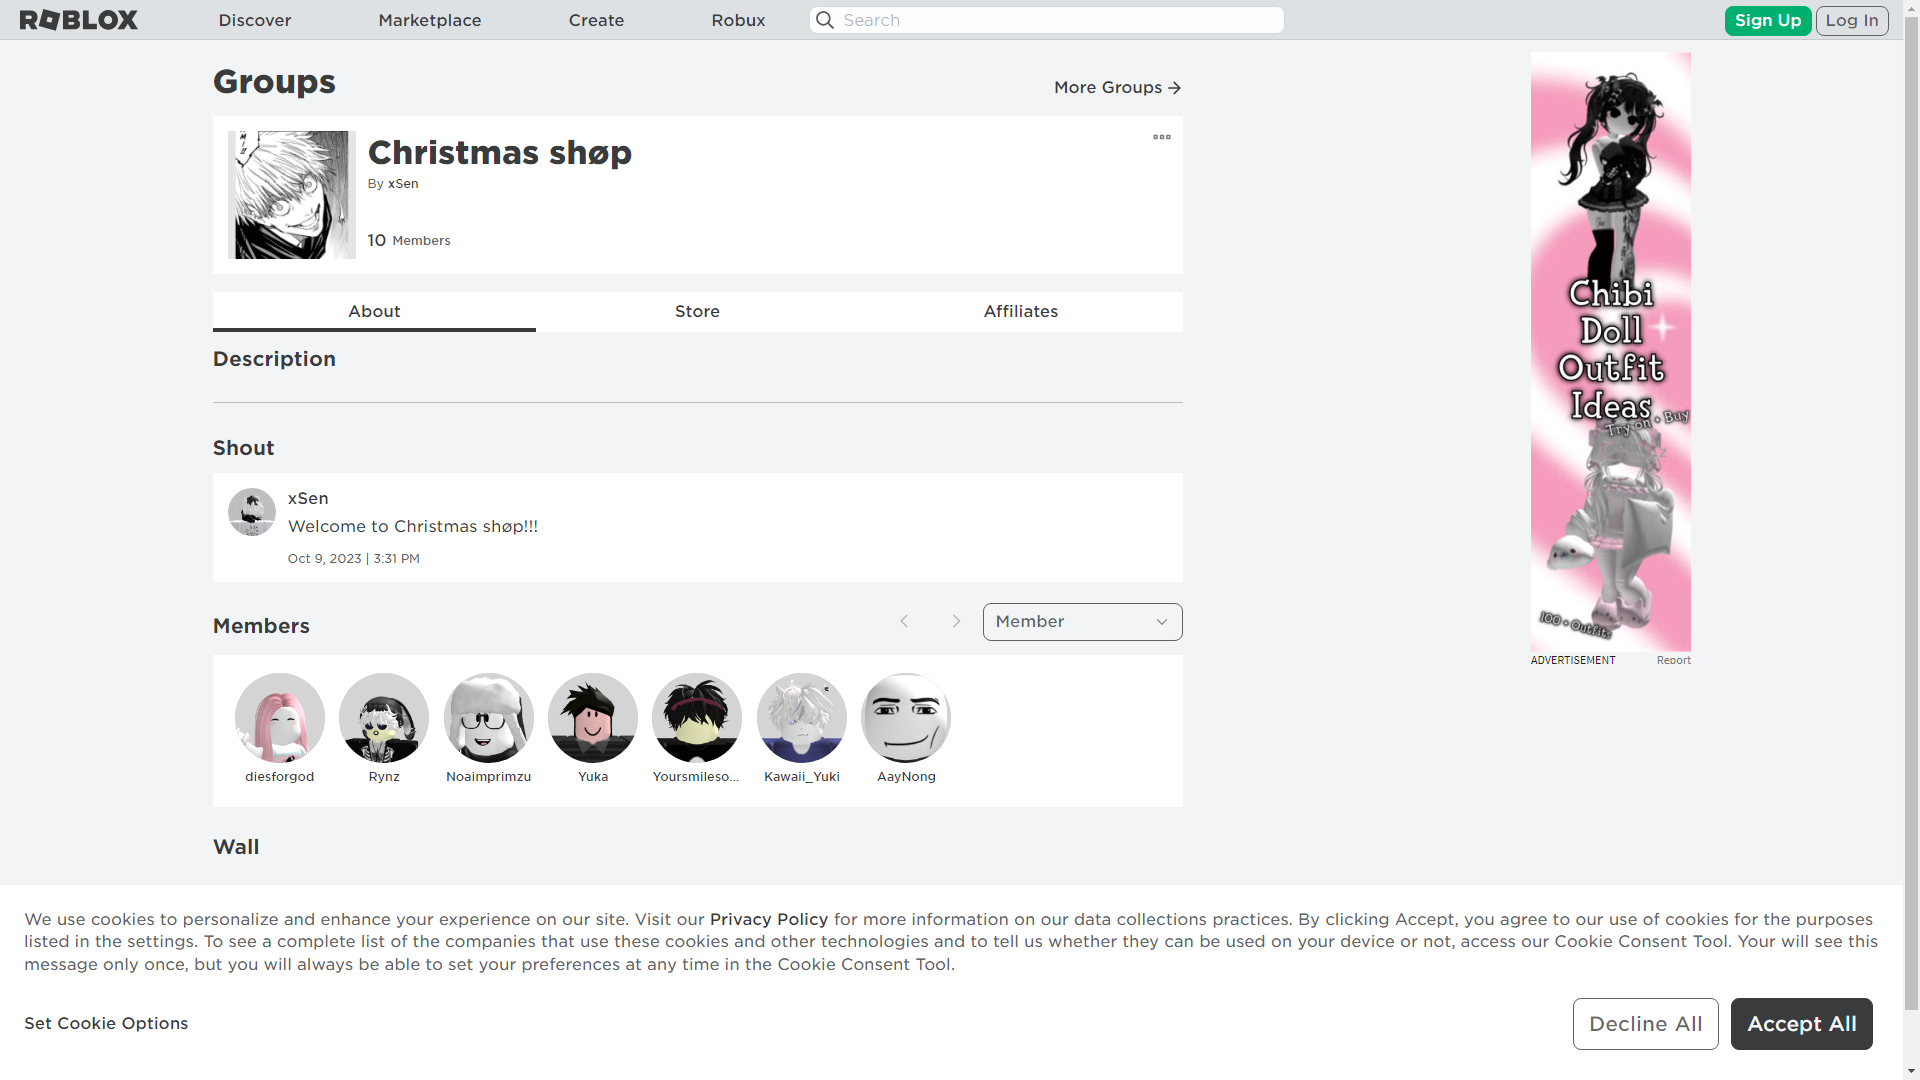 ROBLOX
Discover
Marketplace
Create
Robux
Search
Sign Up
Log In
Groups
More Groups
Christmas shøp
By xSen
10 Members
About
Store
Affiliates
Description
Shout
xSen
Welcome to Christmas shøp!!!
Oct 9, 2023 | 3:31 PM
Members
Member
diesforgod
Rynz
Noaimprimzu
Yuka
Yoursmileso...
Kawaii_Yuki
AayNong
Wall
Chibi
Doll
Outfit
Ideas
Try on + Buy
100 + Outfits
ADVERTISEMENT
Report
We use cookies to personalize and enhance your experience on our site. Visit our Privacy Policy for more information on our data collections practices. By clicking Accept, you agree to our use of cookies for the purposes
listed in the settings. To see a complete list of the companies that use these cookies and other technologies and to tell us whether they can be used on your device or not, access our Cookie Consent Tool. Your will see this
message only once, but you will always be able to set your preferences at any time in the Cookie Consent Tool.
Set Cookie Options
Decline All
Accept All